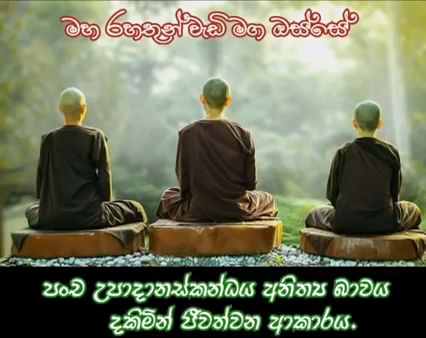 මහ රහතුන් වැඩි මග ඔස්සේ
පංච උපාදානස්කන්ධය අනිත්‍ය බාවය
දකිමින් ජීවත්වන ආකාරය.